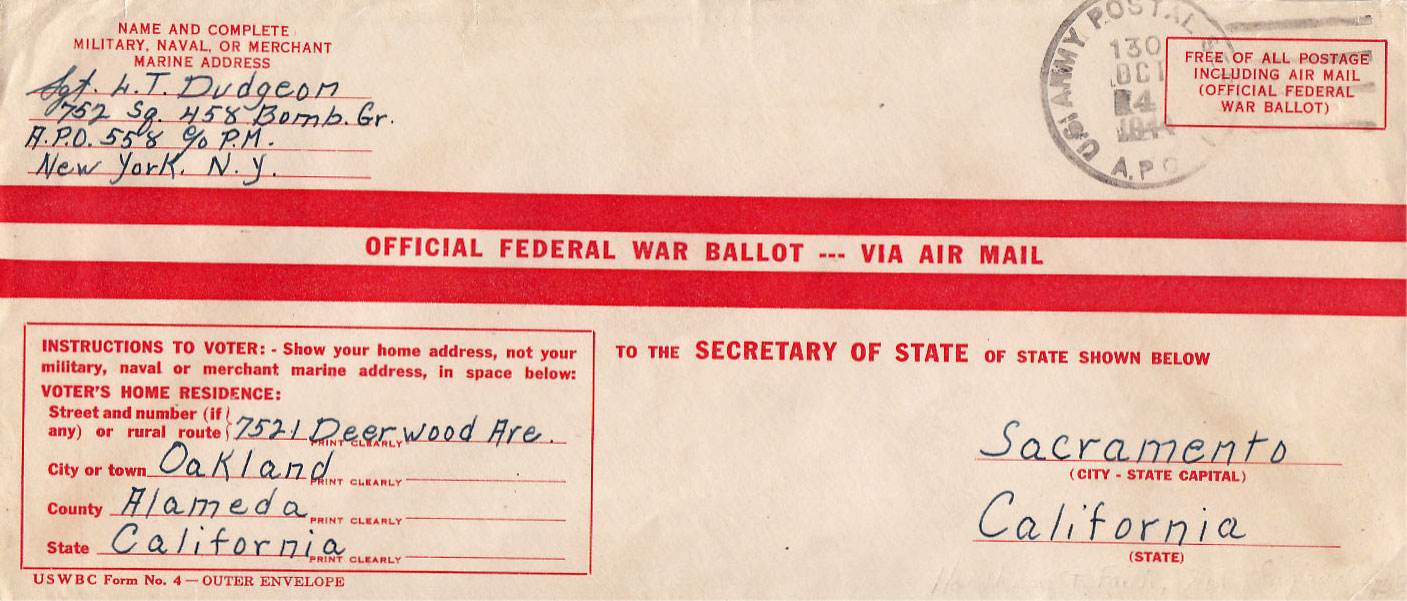 NAME AND COMPLETE
MILITARY, NAVAL, OR MERCHANT
MARINE ADDRESS
Sgt. L.T. Dudgeon
752 Sq. 458 Bomb. Gr.
A.P.O. 558 c/o P.M.
New York, N.Y.
U.S. ARMY POSTAL
A.P.O.
130
OCT
4
194
FREE OF ALL POSTAGE
INCLUDING AIR MAIL
(OFFICIAL FEDERAL
WAR BALLOT)
OFFICIAL FEDERAL WAR BALLOT --- VIA AIR MAIL
INSTRUCTIONS TO VOTER: - Show your home address, not your
military, naval or merchant marine address, in space below:
VOTER'S HOME RESIDENCE:
Street and number (if
any) or rural route 7521 Deerwood Are.
PRINT CLEARLY
City or town Oakland
PRINT CLEARLY
County Alameda
PRINT CLEARLY
State California
PRINT CLEARLY
USWBC Form No. 4 — OUTER ENVELOPE
TO THE SECRETARY OF STATE OF STATE SHOWN BELOW
Sacramento
(CITY - STATE CAPITAL)
California
(STATE)